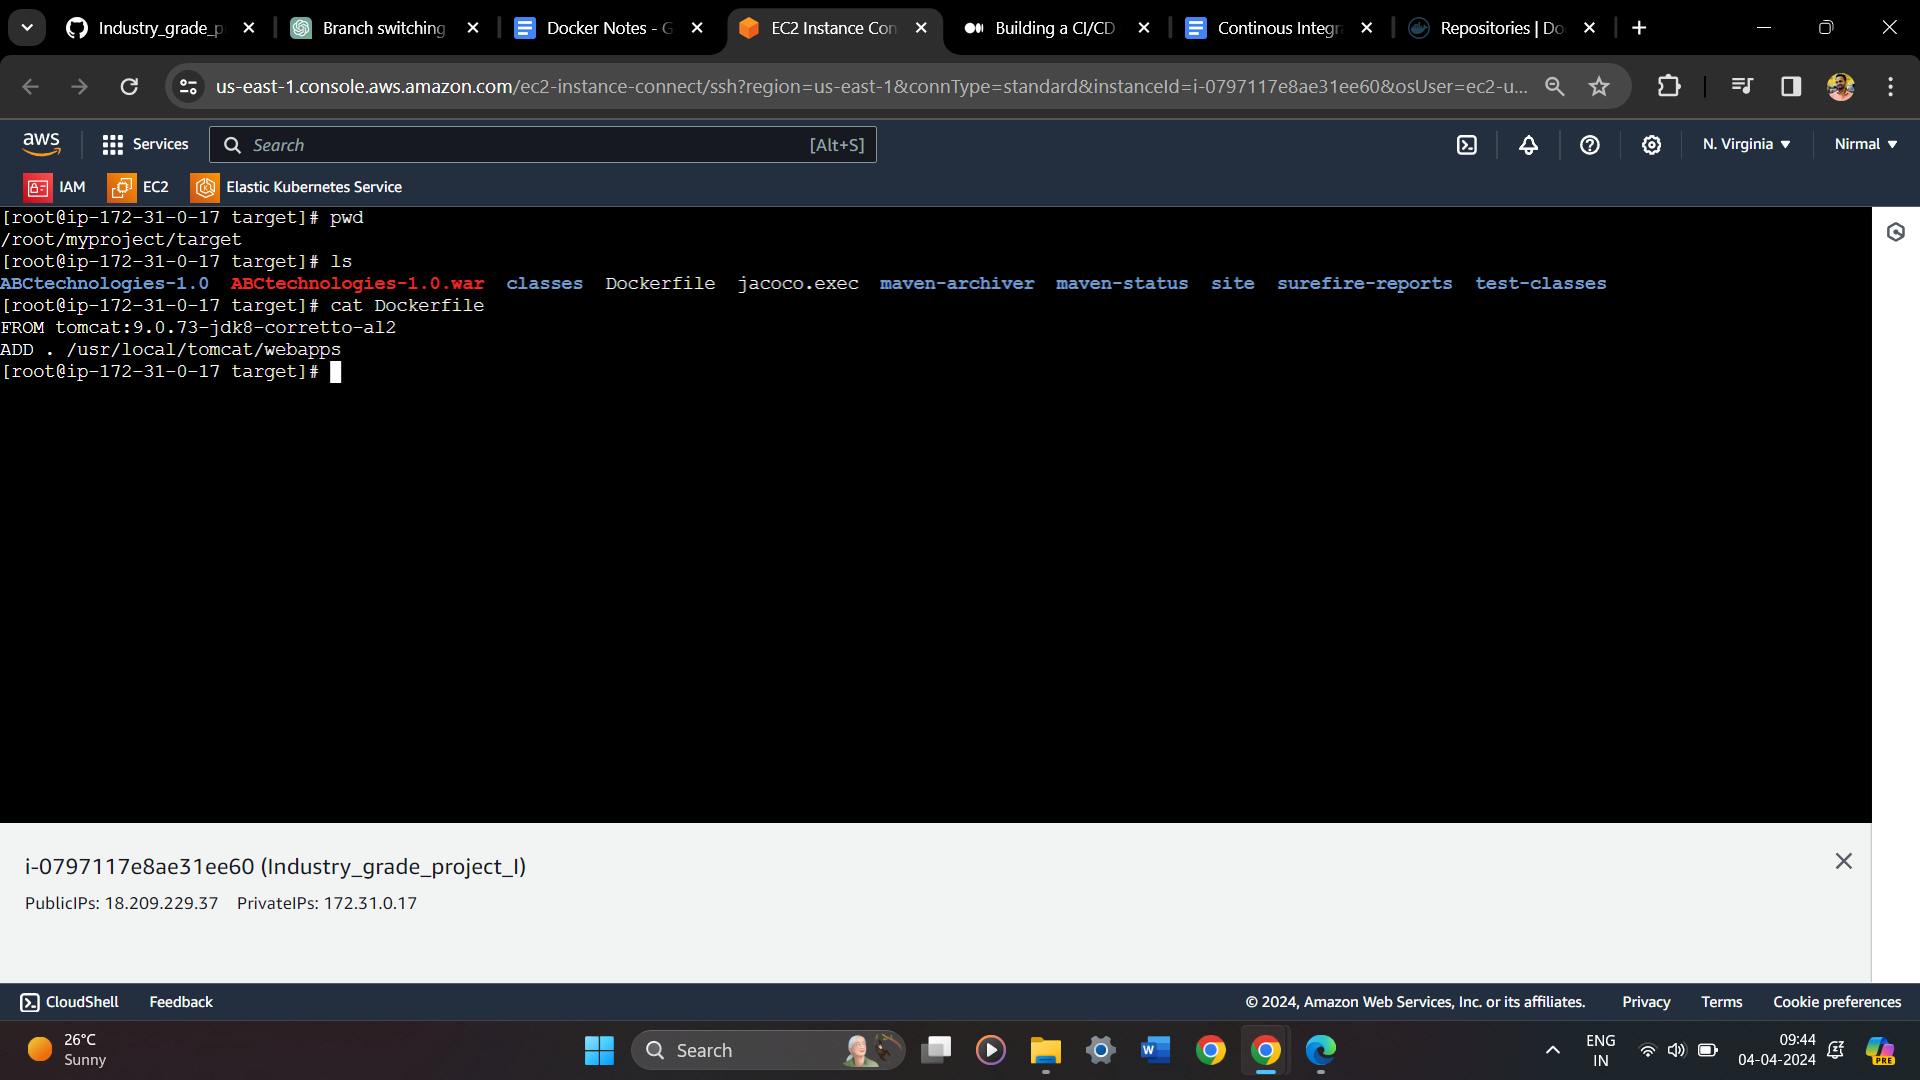 Industry_grade_p
Branch switching
Docker Notes - G
EC2 Instance Con
Building a CI/CD
Continous Integr
Repositories | Do
us-east-1.console.aws.amazon.com/ec2-instance-connect/ssh?region=us-east-1&connType=standard&instanceId=i-0797117e8ae31ee60&osUser=ec2-u...
aws
Services
Search
[Alt+S]
N. Virginia
Nirmal
IAM
EC2
Elastic Kubernetes Service
[root@ip-172-31-0-17 target]# pwd
/root/myproject/target
[root@ip-172-31-0-17 target]# ls
ABCtechnologies-1.0 ABCtechnologies-1.0.war classes Dockerfile jacoco.exec maven-archiver maven-status site surefire-reports test-classes
[root@ip-172-31-0-17 target]# cat Dockerfile
FROM tomcat:9.0.73-jdk8-corretto-al2
ADD . /usr/local/tomcat/webapps
[root@ip-172-31-0-17 target]#
i-0797117e8ae31ee60 (Industry_grade_project_I)
PublicIPs: 18.209.229.37 PrivateIPs: 172.31.0.17
CloudShell
Feedback
© 2024, Amazon Web Services, Inc. or its affiliates.
Privacy
Terms
Cookie preferences
26°C
Sunny
Search
W
ENG
IN
09:44
04-04-2024
PRE